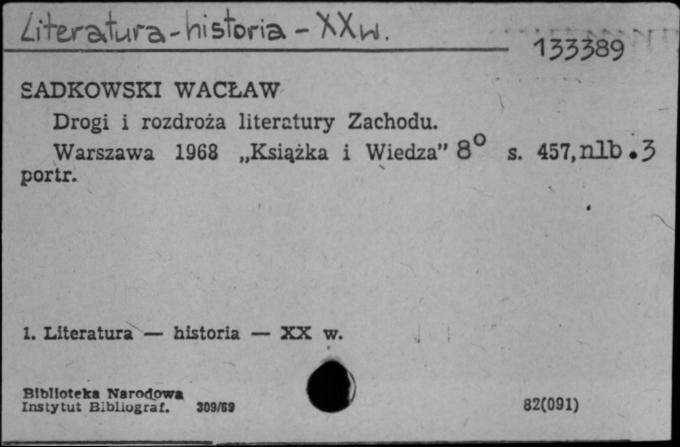 Literatura-historia - XXw.
133389
SADKOWSKI WACŁAW
Drogi i rozdroża literatury Zachodu.
Warszawa 1968 „Książka i Wiedza” 8° s. 457, nlb. 3
portr.
1. Literatura — historia — XX w.
Biblioteka Narodowa
Instytut Bibliograf. 309/69
82(091)